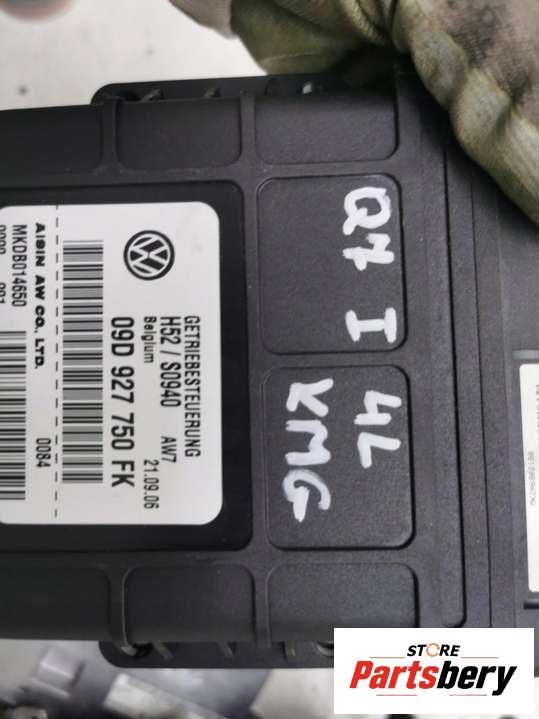 GETRIEBESTEUERUNG
H52 / S0940 AW7
Belgium 21.09.06
09D 927 750 FK
AISIN AW CO., LTD.
MKDB014650 0084
Q7 I
4L
KMG
STORE
Partsbery